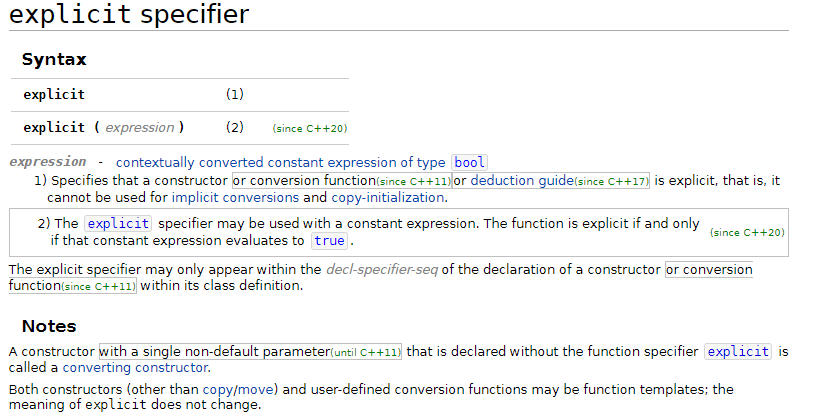 explicit specifier
Syntax
explicit (1)
explicit ( expression ) (2) (since C++20)
expression - contextually converted constant expression of type bool
1) Specifies that a constructor or conversion function(since C++11)or deduction guide(since C++17) is explicit, that is, it
cannot be used for implicit conversions and copy-initialization.
2) The explicit specifier may be used with a constant expression. The function is explicit if and only
if that constant expression evaluates to true.
(since C++20)
The explicit specifier may only appear within the decl-specifier-seq of the declaration of a constructor or conversion
function(since C++11) within its class definition.
Notes
A constructor with a single non-default parameter(until C++11) that is declared without the function specifier explicit is
called a converting constructor.
Both constructors (other than copy/move) and user-defined conversion functions may be function templates; the
meaning of explicit does not change.